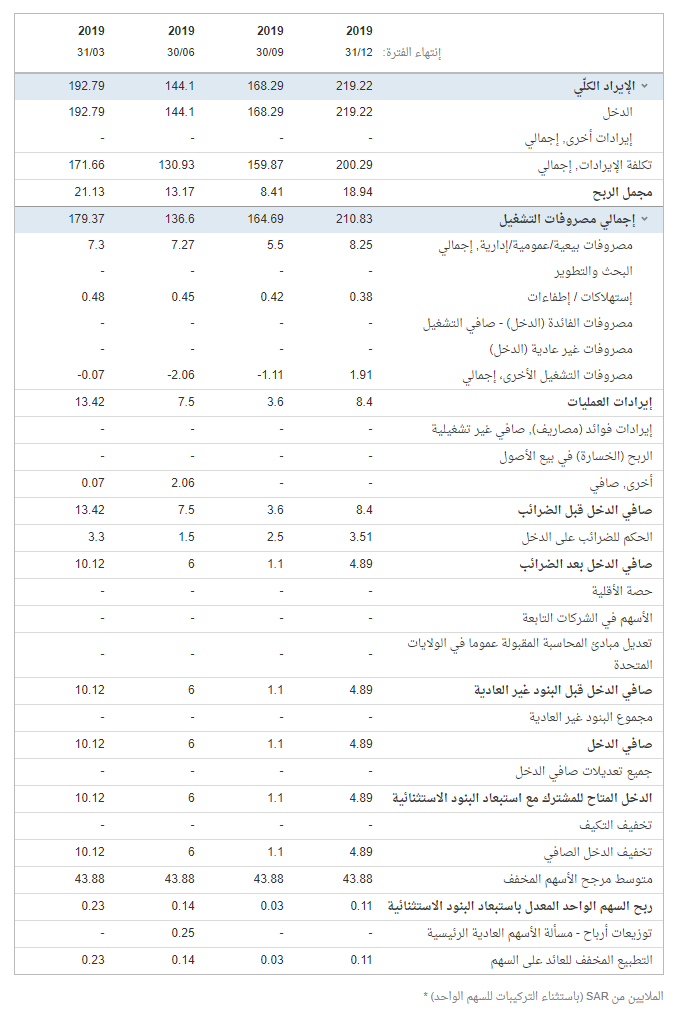 2019 2019 2019 2019
إنتهاء الفترة: 31/12 30/09 30/06 31/03
الإيراد الكلّي 219.22 168.29 144.1 192.79
الدخل 219.22 168.29 144.1 192.79
إيرادات أخرى, إجمالي - - - -
تكلفة الإيرادات, إجمالي 200.29 159.87 130.93 171.66
مجمل الربح 18.94 8.41 13.17 21.13
إجمالي مصروفات التشغيل 210.83 164.69 136.6 179.37
مصروفات بيعية/عمومية/إدارية, إجمالي 8.25 5.5 7.27 7.3
البحث والتطوير - - - -
إستهلاكات / إطفاءات 0.38 0.42 0.45 0.48
مصروفات الفائدة (الدخل) - صافي التشغيل - - - -
مصروفات غير عادية (الدخل) - - - -
مصروفات التشغيل الأخرى، إجمالي 1.91 -1.11 -2.06 -0.07
إيرادات العمليات 8.4 3.6 7.5 13.42
إيرادات فوائد (مصاريف), صافي غير تشغيلية - - - -
الربح (الخسارة) في بيع الأصول - - - -
أخرى, صافي - - 2.06 0.07
صافي الدخل قبل الضرائب 8.4 3.6 7.5 13.42
الحكم للضرائب على الدخل 3.51 2.5 1.5 3.3
صافي الدخل بعد الضرائب 4.89 1.1 6 10.12
حصة الأقلية - - - -
الأسهم في الشركات التابعة - - - -
تعديل مبادئ المحاسبة المقبولة عموما في الولايات
المتحدة - - - -
صافي الدخل قبل البنود غير العادية 4.89 1.1 6 10.12
مجموع البنود غير العادية - - - -
صافي الدخل 4.89 1.1 6 10.12
جميع تعديلات صافي الدخل - - - -
الدخل المتاح للمشترك مع استبعاد البنود الاستثنائية 4.89 1.1 6 10.12
تخفيف التكيف - - - -
تخفيف الدخل الصافي 4.89 1.1 6 10.12
متوسط مرجح الأسهم المخفف 43.88 43.88 43.88 43.88
ربح السهم الواحد المعدل باستبعاد البنود الاستثنائية 0.11 0.03 0.14 0.23
توزيعات أرباح - مسألة الأسهم العادية الرئيسية - - 0.25 -
التطبيع المخفف للعائد على السهم 0.11 0.03 0.14 0.23
الملايين من SAR (باستثناء التركيبات للسهم الواحد) *